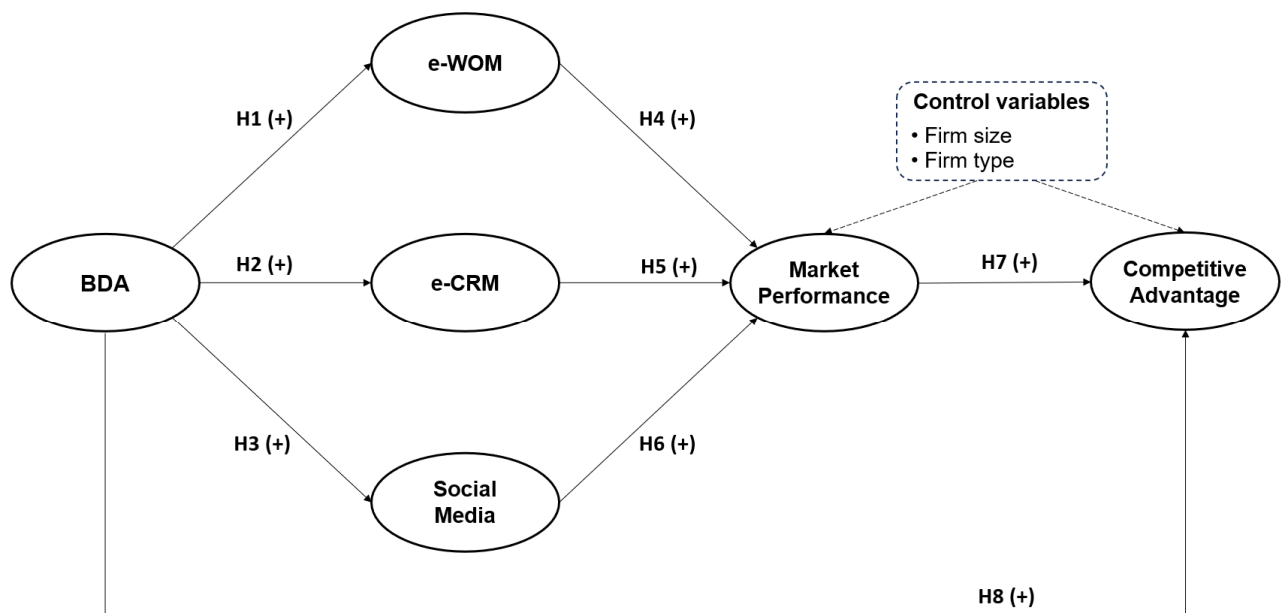 e-WOM
Control variables
• Firm size
• Firm type
H1 (+)
H4 (+)
BDA
H2 (+)
e-CRM
H5 (+)
Market
Performance
H7 (+)
Competitive
Advantage
H3 (+)
H6 (+)
Social
Media
H8 (+)